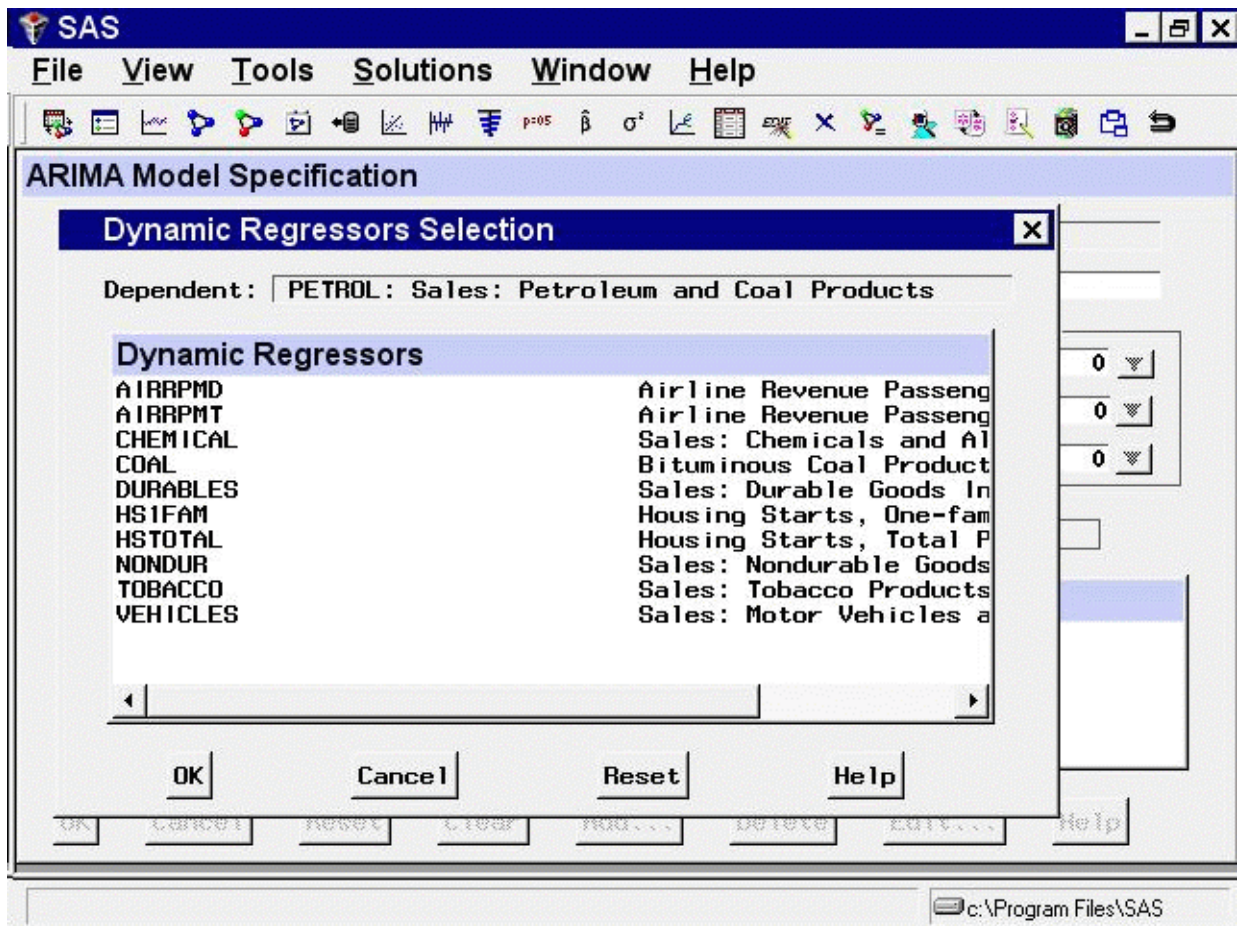 SAS
File View Tools Solutions Window Help
p=05 β̂ σ²
ARIMA Model Specification
Dynamic Regressors Selection
Dependent: PETROL: Sales: Petroleum and Coal Products
Dynamic Regressors
AIRRPMD Airline Revenue Passeng
AIRRPMT Airline Revenue Passeng
CHEMICAL Sales: Chemicals and Al
COAL Bituminous Coal Product
DURABLES Sales: Durable Goods In
HS1FAM Housing Starts, One-fam
HSTOTAL Housing Starts, Total P
NONDUR Sales: Nondurable Goods
TOBACCO Sales: Tobacco Products
VEHICLES Sales: Motor Vehicles a
0
0
0
OK Cancel Reset Help
OK Cancel Reset Clear Add... Delete Edit... Help
c:\Program Files\SAS